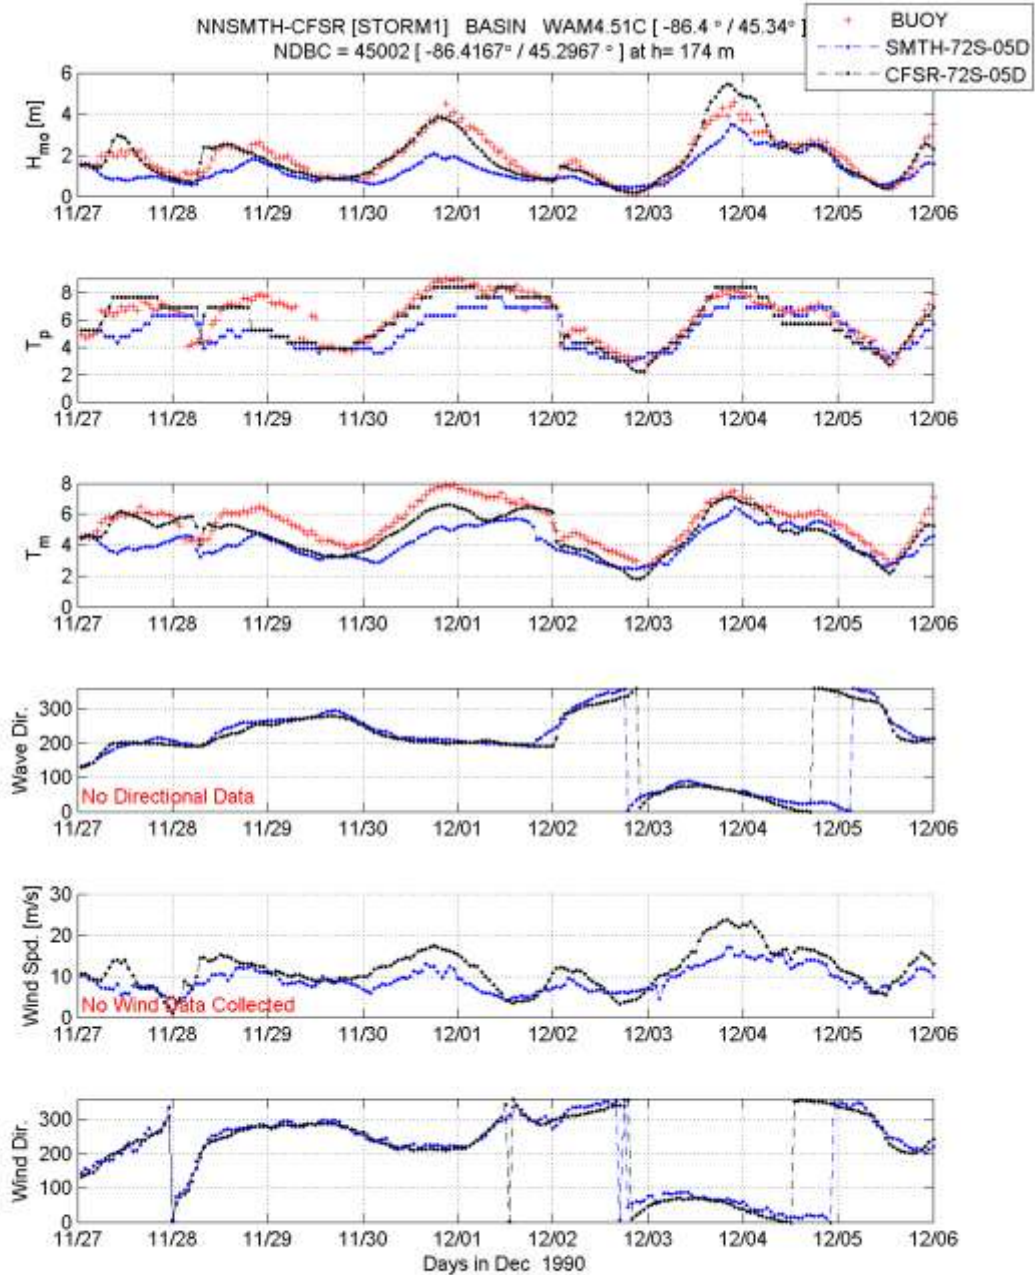 NNSMTH-CFSR [STORM1] BASIN WAM4.51C [ -86.4 ° / 45.34° ]
NDBC = 45002 [ -86.4167° / 45.2967 ° ] at h= 174 m
BUOY
SMTH-72S-05D
CFSR-72S-05D
Hmo [m]
6
4
2
0
11/27 11/28 11/29 11/30 12/01 12/02 12/03 12/04 12/05 12/06
Tp
8
6
4
2
0
11/27 11/28 11/29 11/30 12/01 12/02 12/03 12/04 12/05 12/06
Tm
8
6
4
2
0
11/27 11/28 11/29 11/30 12/01 12/02 12/03 12/04 12/05 12/06
Wave Dir.
300
200
100
0
No Directional Data
11/27 11/28 11/29 11/30 12/01 12/02 12/03 12/04 12/05 12/06
Wind Spd. [m/s]
30
20
10
0
No Wind Data Collected
11/27 11/28 11/29 11/30 12/01 12/02 12/03 12/04 12/05 12/06
Wind Dir.
300
200
100
0
11/27 11/28 11/29 11/30 12/01 12/02 12/03 12/04 12/05 12/06
Days in Dec 1990